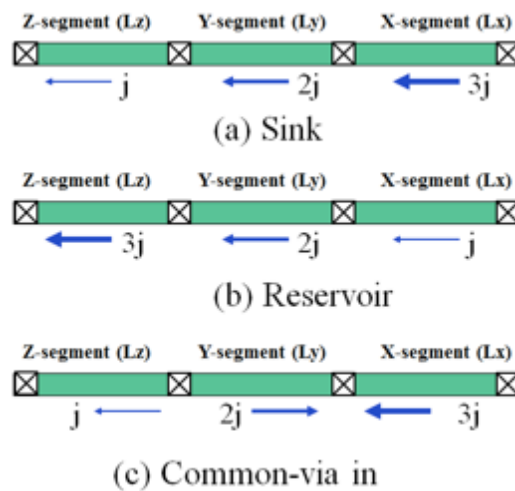 Z-segment (Lz) Y-segment (Ly) X-segment (Lx)
j 2j 3j
(a) Sink
Z-segment (Lz) Y-segment (Ly) X-segment (Lx)
3j 2j j
(b) Reservoir
Z-segment (Lz) Y-segment (Ly) X-segment (Lx)
j 2j 3j
(c) Common-via in